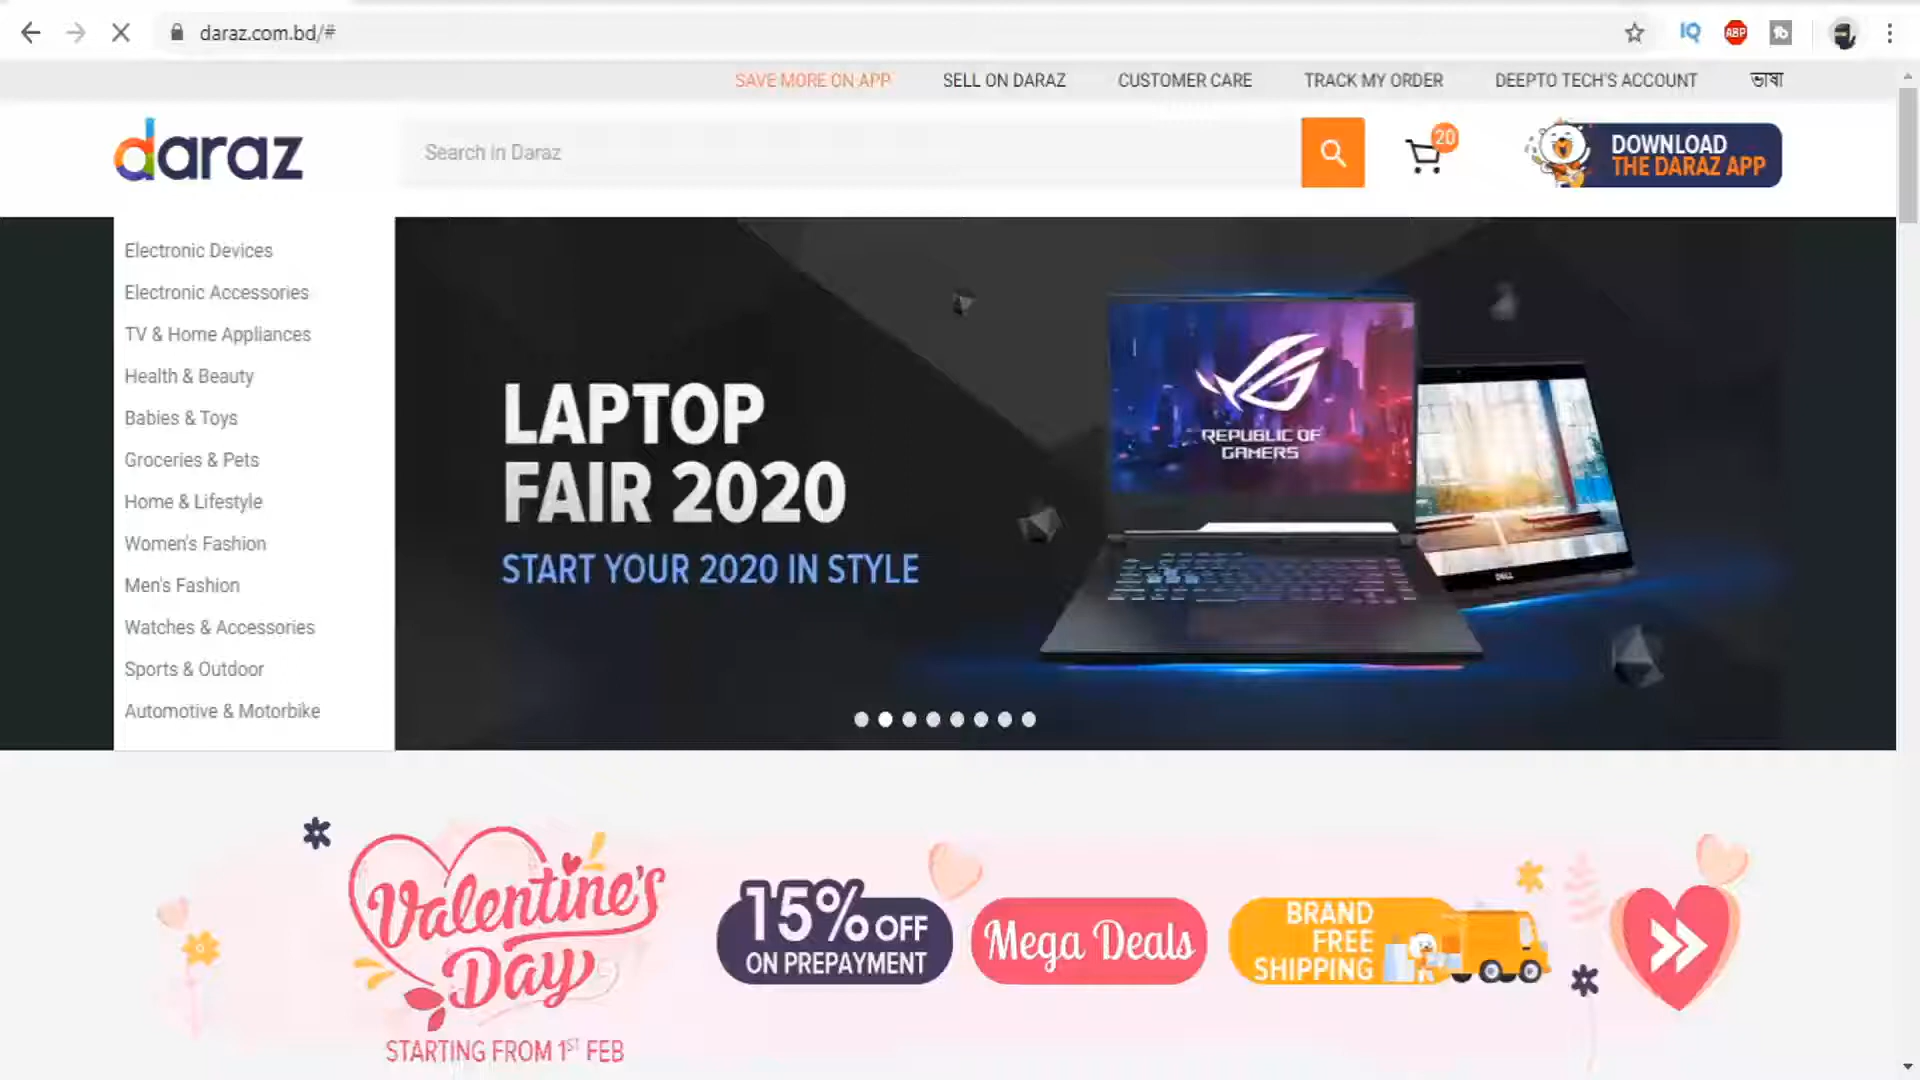 daraz.com.bd/#
IQ
ABP
tb
SAVE MORE ON APP
SELL ON DARAZ
CUSTOMER CARE
TRACK MY ORDER
DEEPTO TECH'S ACCOUNT
ভাষা
daraz
Search in Daraz
20
DOWNLOAD
THE DARAZ APP
Electronic Devices
Electronic Accessories
TV & Home Appliances
Health & Beauty
Babies & Toys
Groceries & Pets
Home & Lifestyle
Women's Fashion
Men's Fashion
Watches & Accessories
Sports & Outdoor
Automotive & Motorbike
LAPTOP
FAIR 2020
START YOUR 2020 IN STYLE
REPUBLIC OF
GAMERS
DELL
Valentine's
Day
STARTING FROM 1ST FEB
15% OFF
ON PREPAYMENT
Mega Deals
BRAND
FREE
SHIPPING